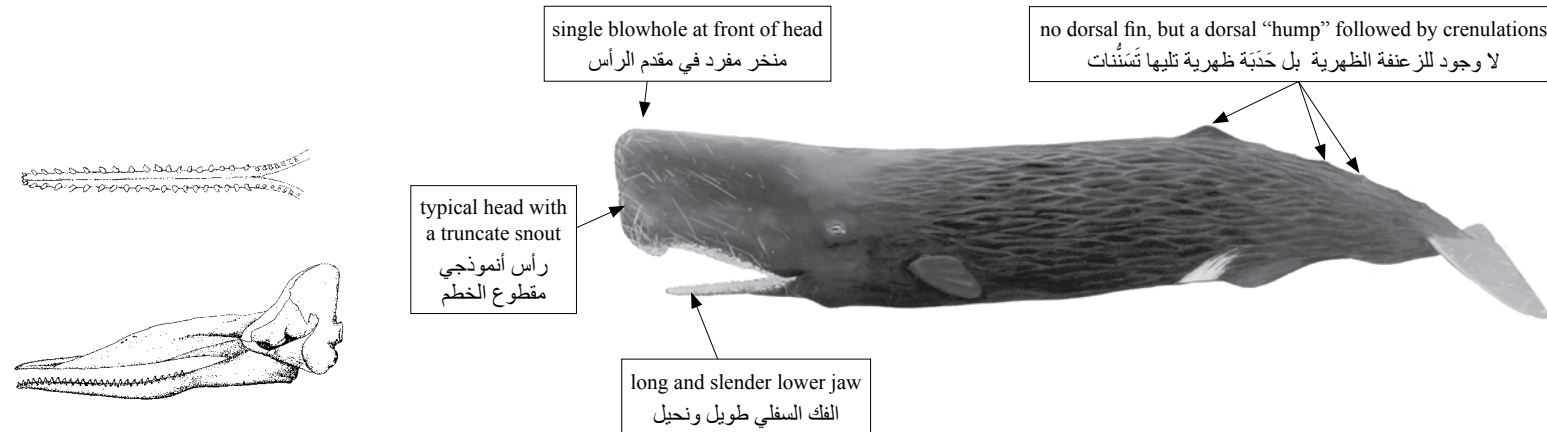 single blowhole at front of head
منخر مفرد في مقدم الرأس
no dorsal fin, but a dorsal “hump” followed by crenulations
لا وجود للزعنفة الظهرية بل حَدَبَة ظهرية تليها تَسَنُّنات
typical head with
a truncate snout
رأس أنموذجي
مقطوع الخطم
long and slender lower jaw
الفك السفلي طويل ونحيل